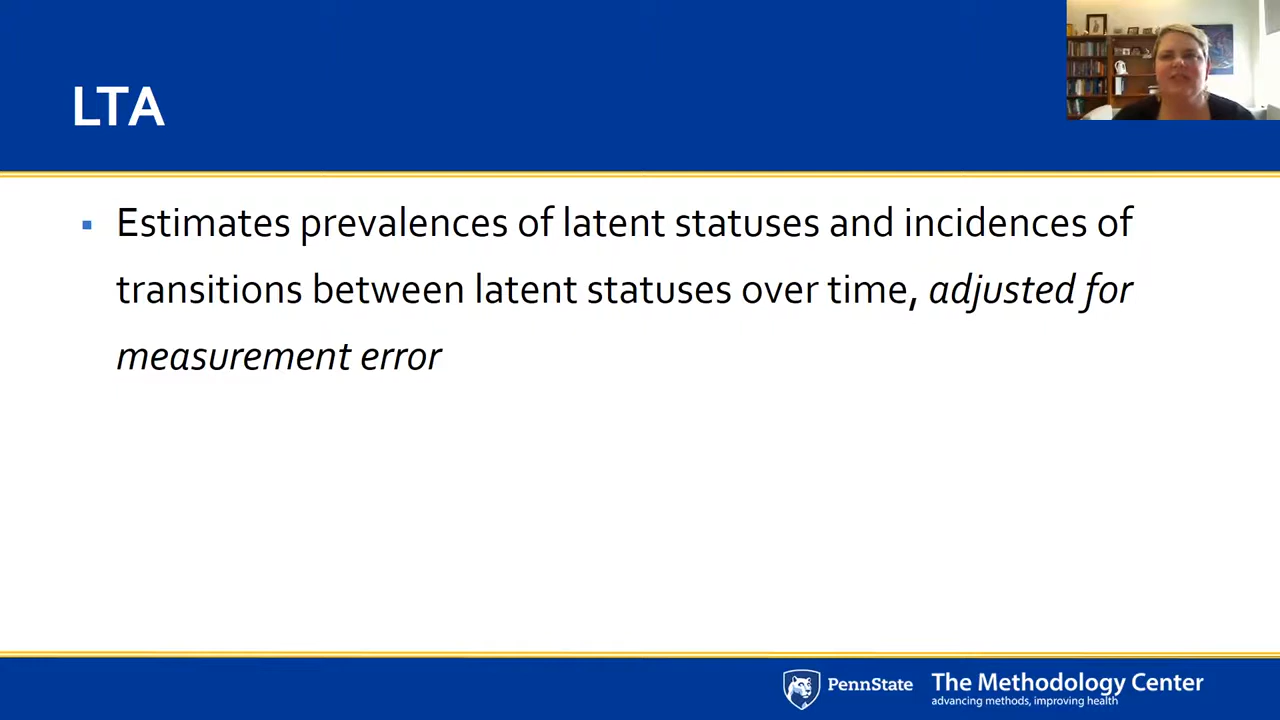 LTA
Estimates prevalences of latent statuses and incidences of
transitions between latent statuses over time, adjusted for
measurement error
PennState
The Methodology Center
advancing methods, improving health